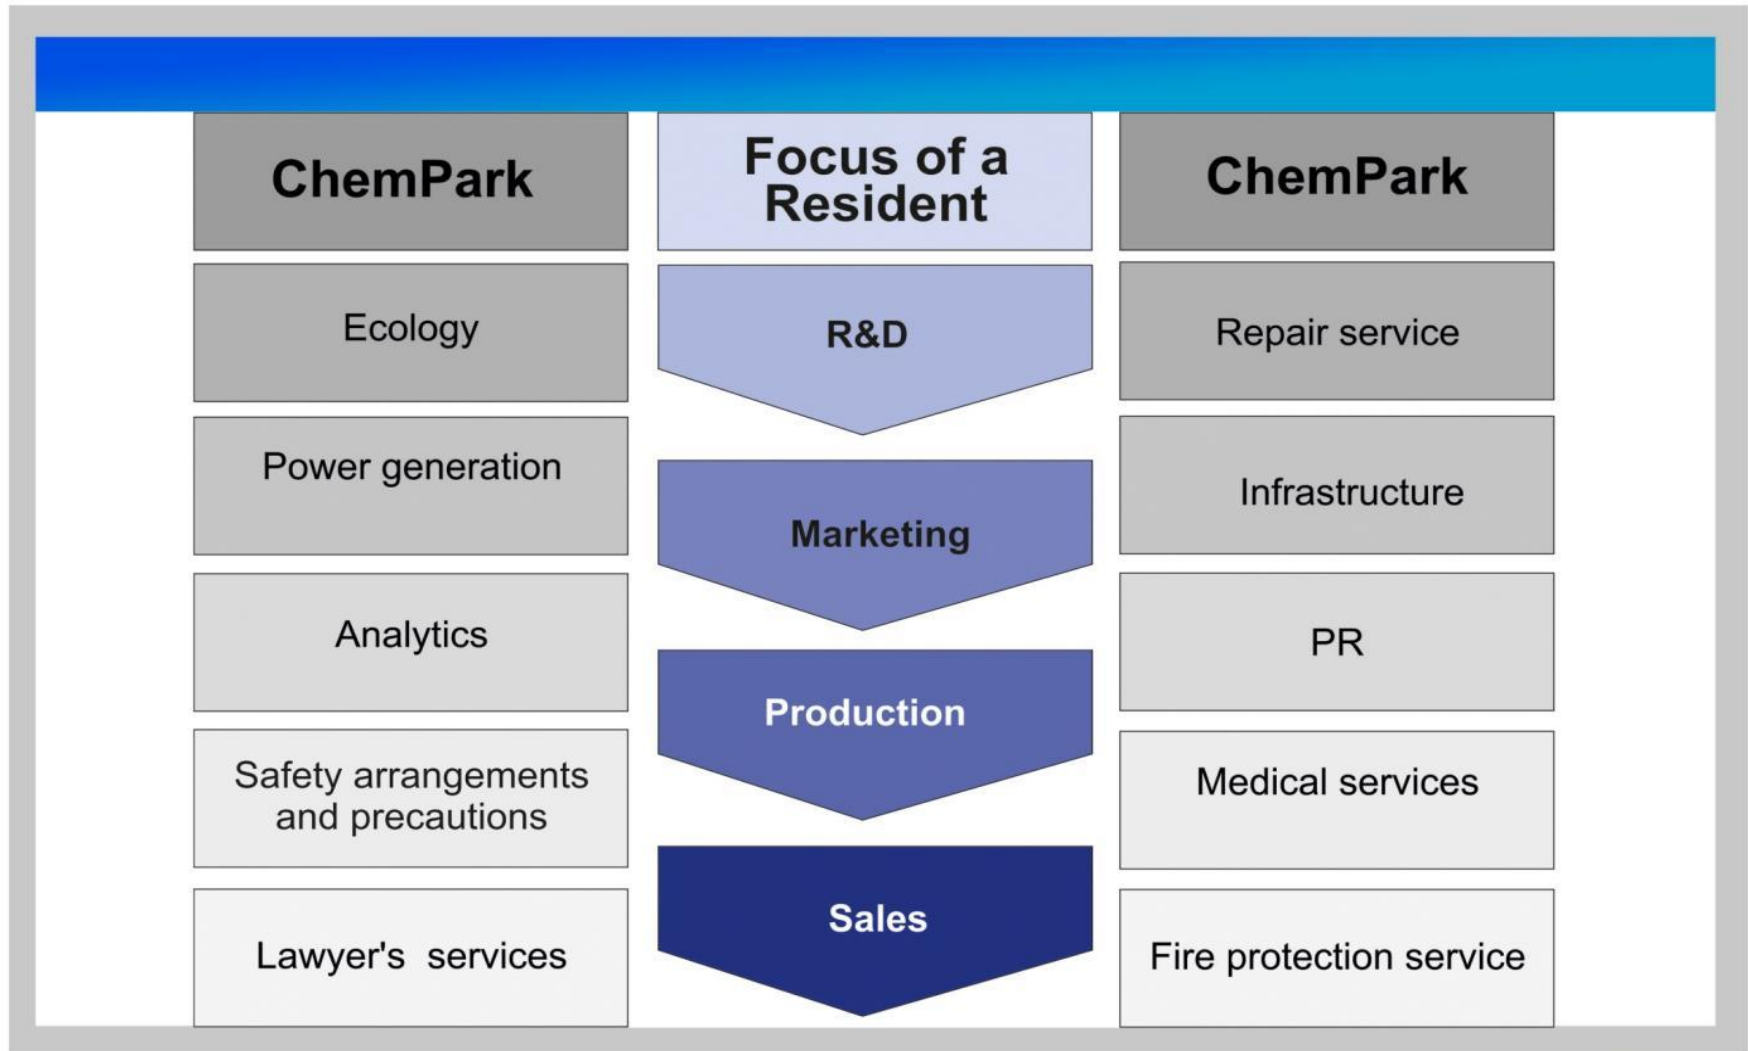 ChemPark
Ecology
Power generation
Analytics
Safety arrangements
and precautions
Lawyer's  services
Focus of a
Resident
R&D
Marketing
Production
Sales
ChemPark
Repair service
Infrastructure
PR
Medical services
Fire protection service